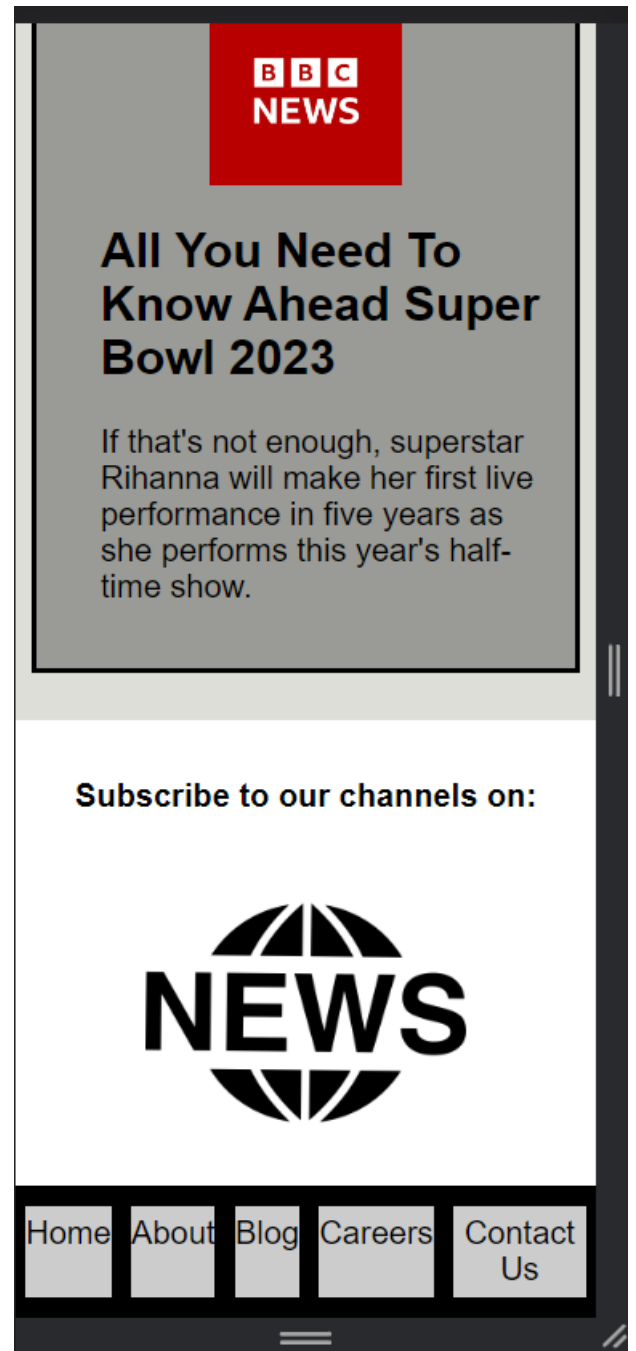 BBC
NEWS
All You Need To
Know Ahead Super
Bowl 2023
If that's not enough, superstar
Rihanna will make her first live
performance in five years as
she performs this year's half-
time show.
Subscribe to our channels on:
NEWS
Home About Blog Careers Contact
Us